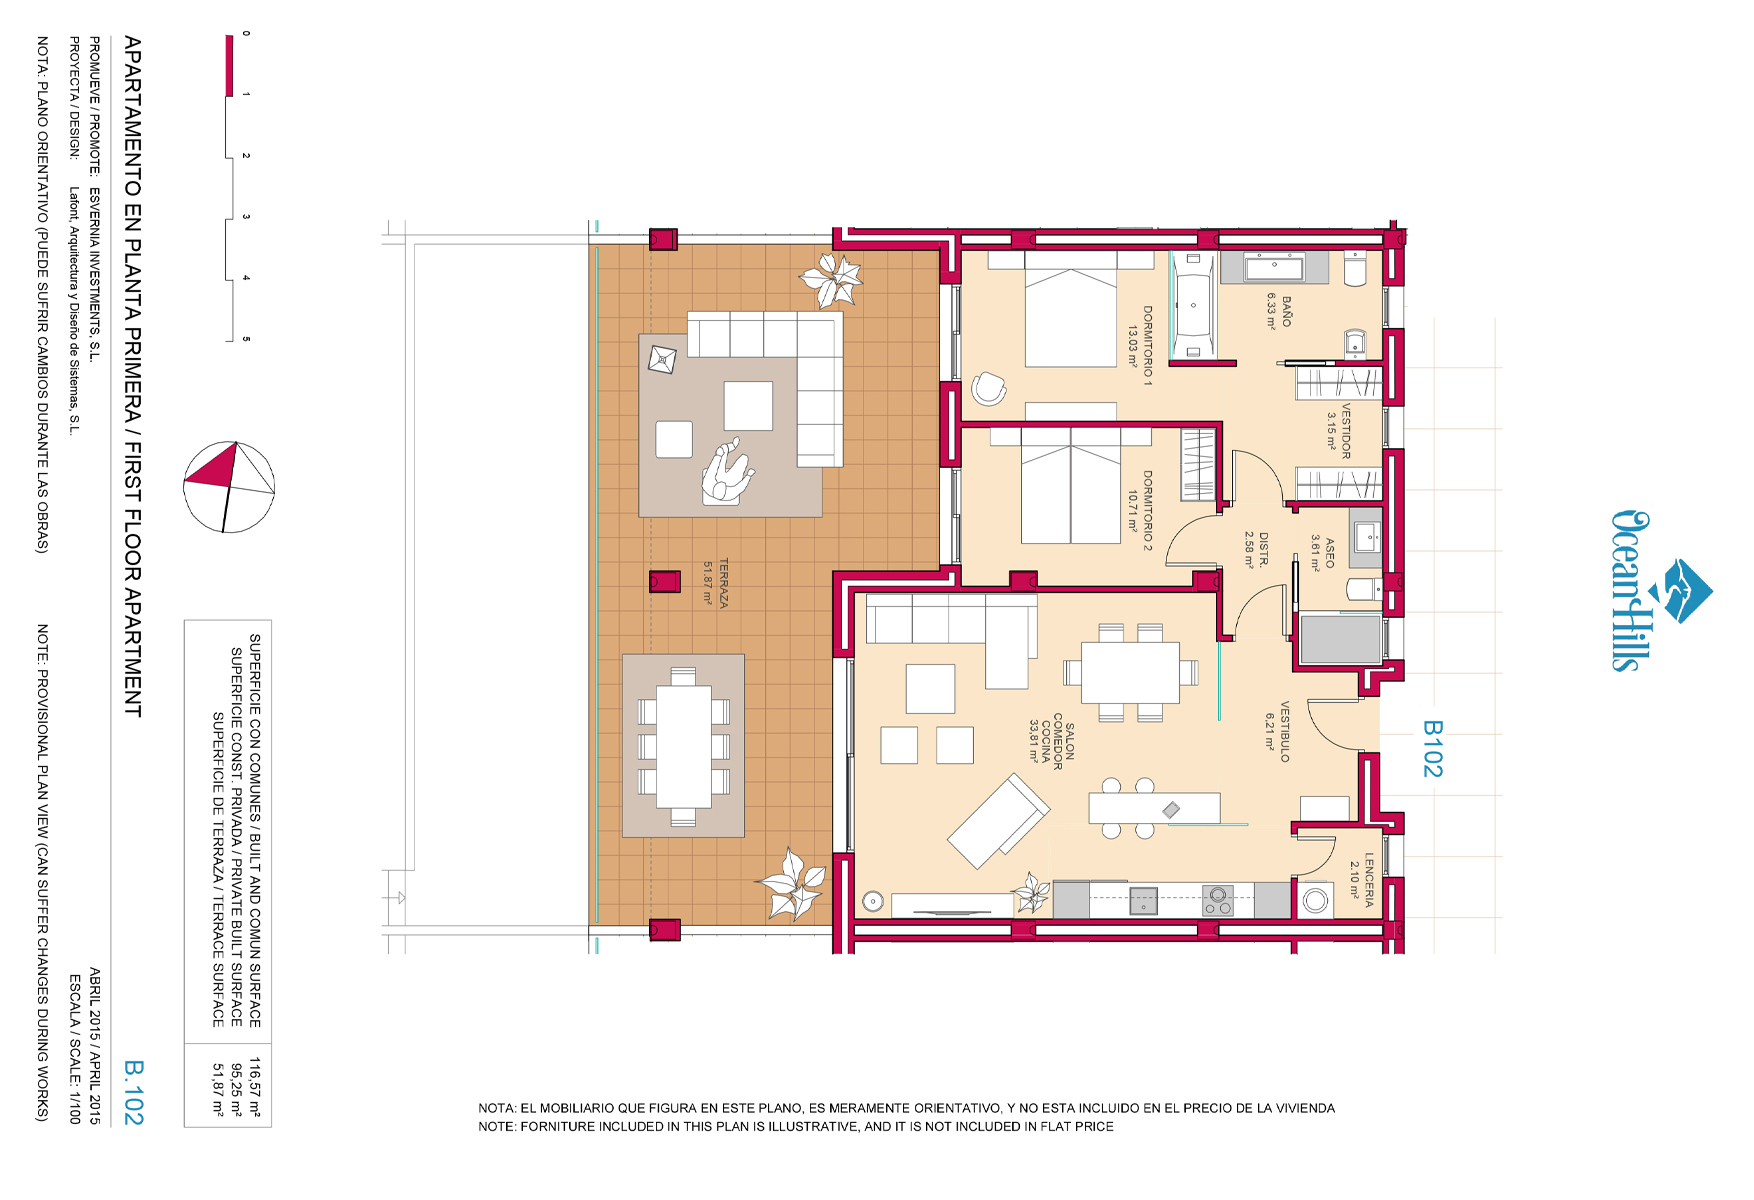 Ocean Hills
B102
BAÑO
6.33 m²
DORMITORIO 1
13.03 m²
VESTIDOR
3.15 m²
DORMITORIO 2
10.71 m²
DISTR.
2.58 m²
ASEO
3.61 m²
VESTIBULO
6,21 m²
SALON
COMEDOR
COCINA
33,81 m²
LENCERIA
2.10 m²
TERRAZA
51.87 m²
0 1 2 3 4 5
SUPERFICIE CON COMUNES / BUILT AND COMUN SURFACE 116,57 m²
SUPERFICIE CONST. PRIVADA / PRIVATE BUILT SURFACE 95,25 m²
SUPERFICIE DE TERRAZA / TERRACE SURFACE 51,87 m²
APARTAMENTO EN PLANTA PRIMERA / FIRST FLOOR APARTMENT B.102
PROMUEVE / PROMOTE: ESVERNIA INVESTMENTS, S.L. ABRIL 2015 / APRIL 2015
PROYECTA / DESIGN: Lafont, Arquitectura y Diseño de Sistemas, S.L. ESCALA / SCALE: 1/100
NOTA: PLANO ORIENTATIVO (PUEDE SUFRIR CAMBIOS DURANTE LAS OBRAS) NOTE: PROVISIONAL PLAN VIEW (CAN SUFFER CHANGES DURING WORKS)
NOTA: EL MOBILIARIO QUE FIGURA EN ESTE PLANO, ES MERAMENTE ORIENTATIVO, Y NO ESTA INCLUIDO EN EL PRECIO DE LA VIVIENDA
NOTE: FORNITURE INCLUDED IN THIS PLAN IS ILLUSTRATIVE, AND IT IS NOT INCLUDED IN FLAT PRICE